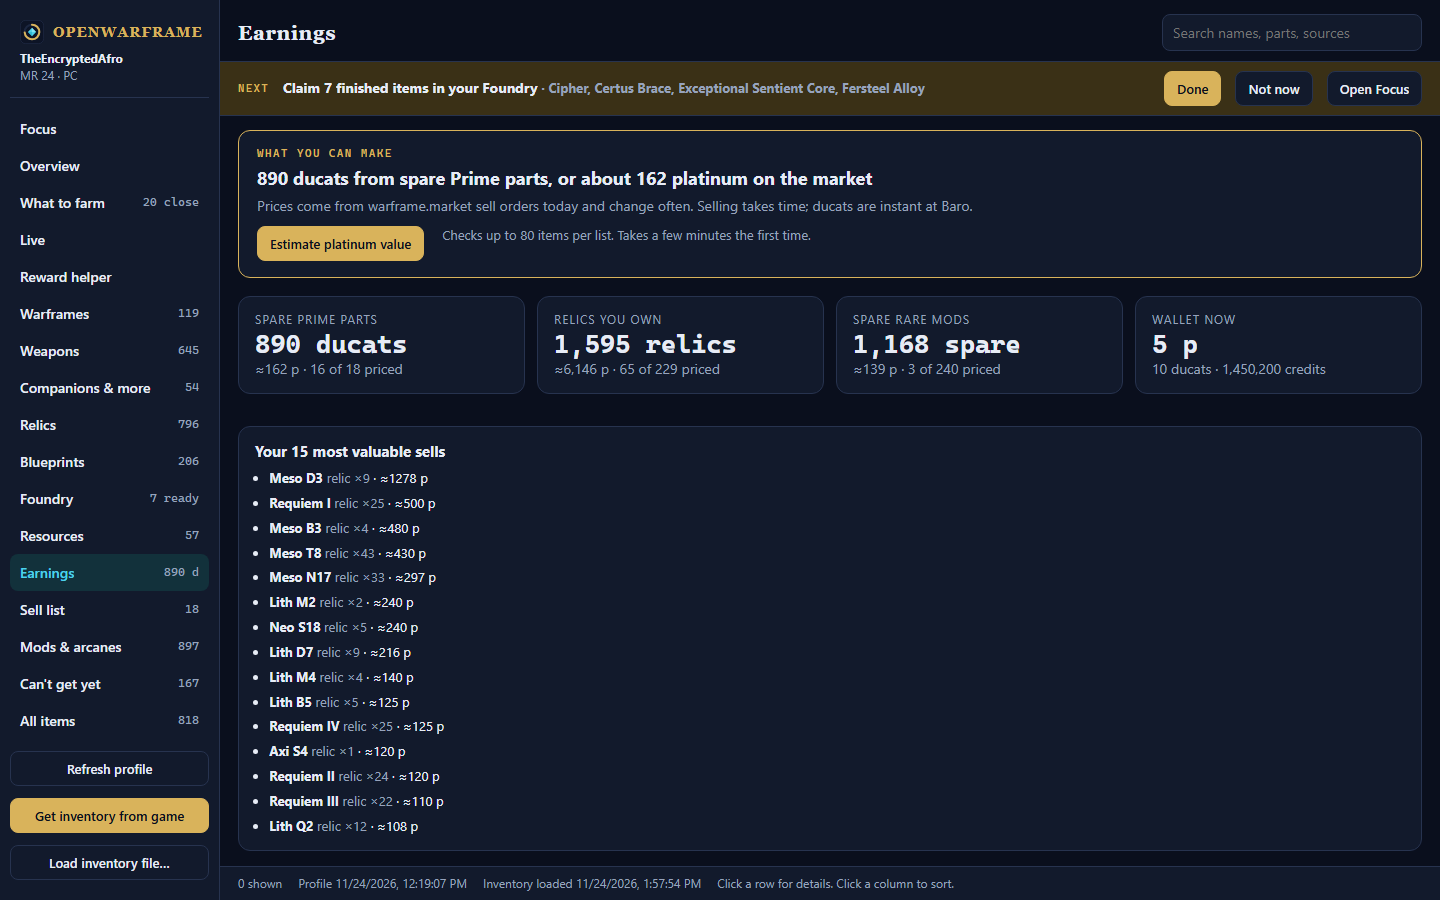 OPENWARFRAME
TheEncryptedAfro
MR 24 · PC
Focus
Overview
What to farm 20 close
Live
Reward helper
Warframes 119
Weapons 645
Companions & more 54
Relics 796
Blueprints 206
Foundry 7 ready
Resources 57
Earnings 890 d
Sell list 18
Mods & arcanes 897
Can't get yet 167
All items 818
Refresh profile
Get inventory from game
Load inventory file...
Earnings
Search names, parts, sources
NEXT Claim 7 finished items in your Foundry · Cipher, Certus Brace, Exceptional Sentient Core, Fersteel Alloy
Done Not now Open Focus
WHAT YOU CAN MAKE
890 ducats from spare Prime parts, or about 162 platinum on the market
Prices come from warframe.market sell orders today and change often. Selling takes time; ducats are instant at Baro.
Estimate platinum value Checks up to 80 items per list. Takes a few minutes the first time.
SPARE PRIME PARTS
890 ducats
≈162 p · 16 of 18 priced
RELICS YOU OWN
1,595 relics
≈6,146 p · 65 of 229 priced
SPARE RARE MODS
1,168 spare
≈139 p · 3 of 240 priced
WALLET NOW
5 p
10 ducats · 1,450,200 credits
Your 15 most valuable sells
• Meso D3 relic ×9 · ≈1278 p
• Requiem I relic ×25 · ≈500 p
• Meso B3 relic ×4 · ≈480 p
• Meso T8 relic ×43 · ≈430 p
• Meso N17 relic ×33 · ≈297 p
• Lith M2 relic ×2 · ≈240 p
• Neo S18 relic ×5 · ≈240 p
• Lith D7 relic ×9 · ≈216 p
• Lith M4 relic ×4 · ≈140 p
• Lith B5 relic ×5 · ≈125 p
• Requiem IV relic ×25 · ≈125 p
• Axi S4 relic ×1 · ≈120 p
• Requiem II relic ×24 · ≈120 p
• Requiem III relic ×22 · ≈110 p
• Lith Q2 relic ×12 · ≈108 p
0 shown Profile 11/24/2026, 12:19:07 PM Inventory loaded 11/24/2026, 1:57:54 PM Click a row for details. Click a column to sort.